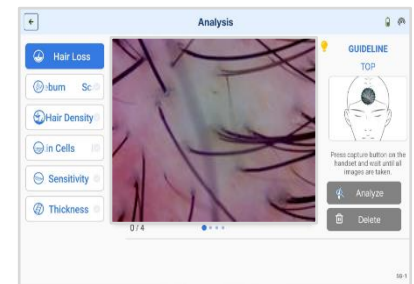 Analysis
Hair Loss
:bum Sc
Hair Density
in Cells
Sensitivity
Thickness
0 / 4
GUIDELINE
TOP
Press capture button on the
handset and wait until all
images are taken.
Analyze
Delete